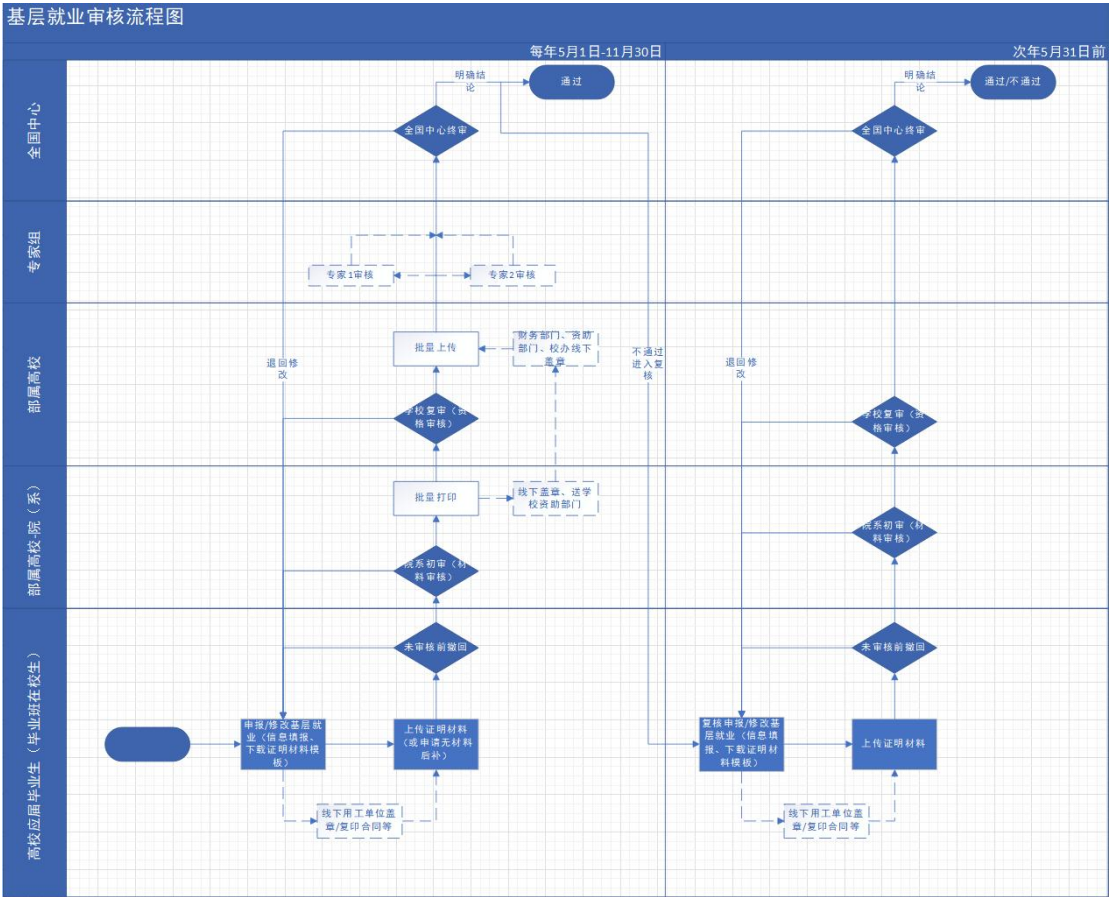 基层就业审核流程图
每年5月1日-11月30日
次年5月31日前
全国中心
明确结
论
通过
全国中心终审
明确结
论
通过/不通过
全国中心终审
专家组
专家1审核
专家2审核
部属高校
退回修
改
批量上传
财务部门、资助
部门、校办线下
盖章
不通过
进入复
核
退回修
改
学校复审（资
格审核）
学校复审（资
格审核）
部属高校-院（系）
批量打印
线下盖章、送学
校资助部门
院系初审（材
料审核）
院系初审（材
料审核）
高校应届毕业生（毕业班在校生）
未审核前撤回
未审核前撤回
申报/修改基层就
业（信息填报、
下载证明材料模
板）
上传证明材料
（或申请无材料
后补）
复核申报/修改基
层就业（信息填
报、下载证明材
料模板）
上传证明材料
线下用工单位盖
章/复印合同等
线下用工单位盖
章/复印合同等